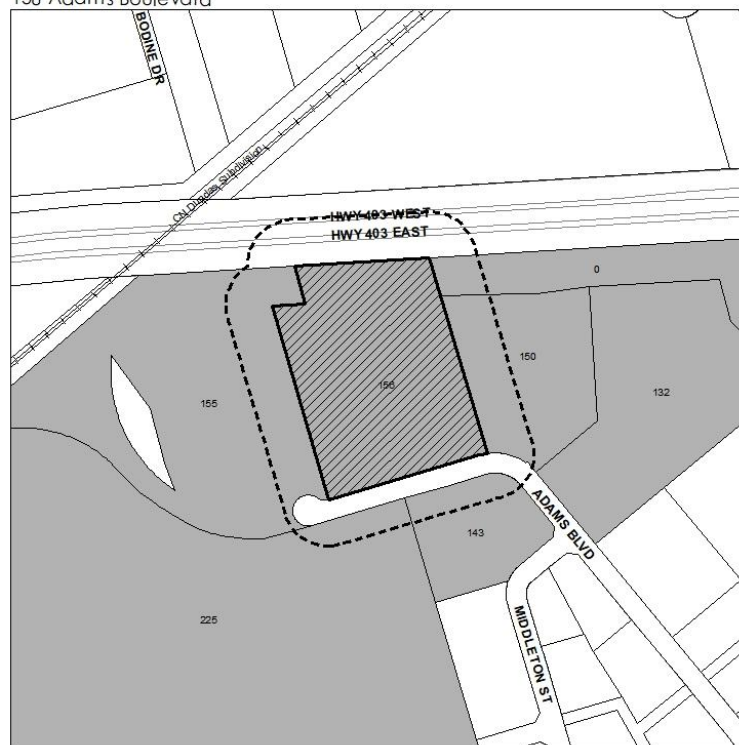 156 Adams Boulevard
BODINE DR
CN Dundas Subdivision
HWY 403 WEST
HWY 403 EAST
0
150
156
132
155
ADAMS BLVD
143
MIDDLETON ST
225